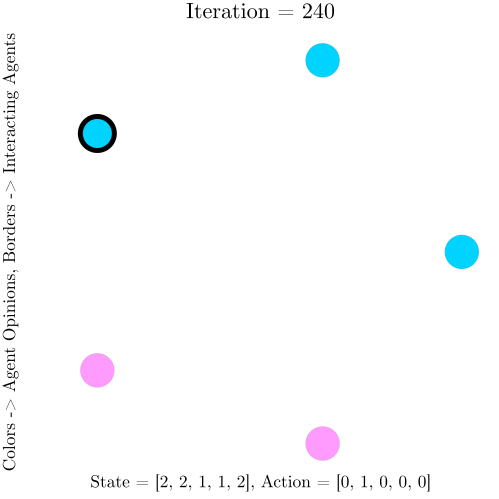 Iteration = 240
Colors -> Agent Opinions, Borders -> Interacting Agents
State = [2, 2, 1, 1, 2], Action = [0, 1, 0, 0, 0]